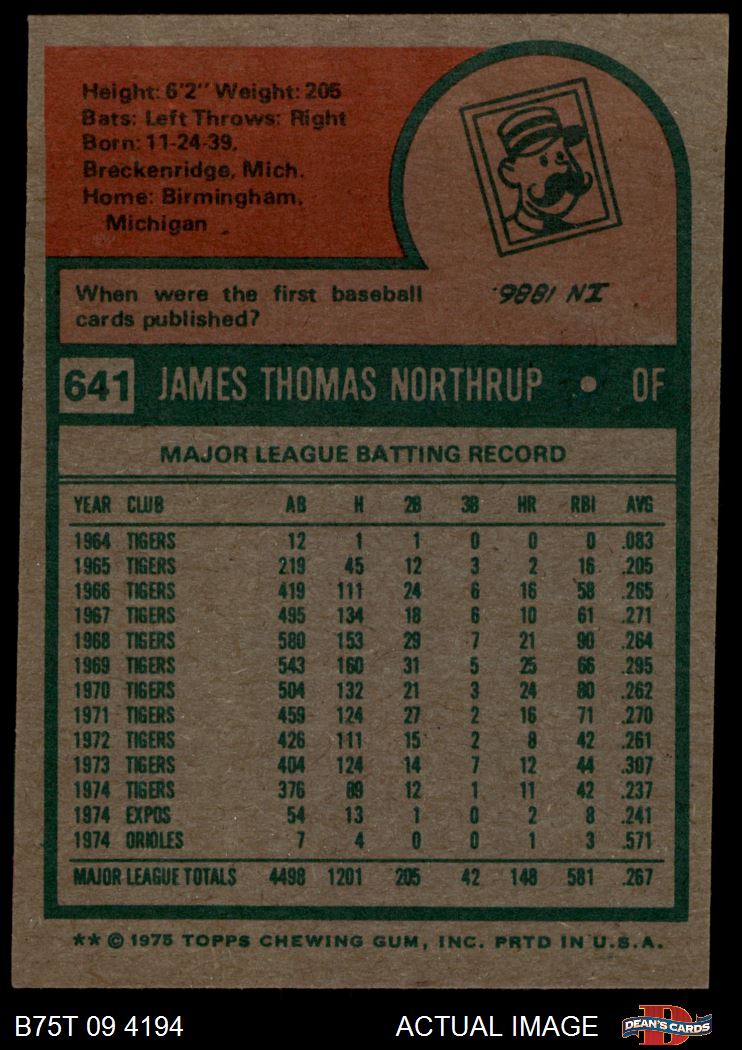 Height: 6'2" Weight: 205
Bats: Left Throws: Right
Born: 11-24-39,
Breckenridge, Mich.
Home: Birmingham,
Michigan
When were the first baseball
cards published?
IN 1886.
641 JAMES THOMAS NORTHRUP • OF
MAJOR LEAGUE BATTING RECORD
YEAR CLUB AB H 2B 3B HR RBI AVG
1964 TIGERS 12 1 1 0 0 0 .083
1965 TIGERS 219 45 12 3 2 16 .205
1966 TIGERS 419 111 24 6 16 58 .265
1967 TIGERS 495 134 18 6 10 61 .271
1968 TIGERS 580 153 29 7 21 90 .264
1969 TIGERS 543 160 31 5 25 66 .295
1970 TIGERS 504 132 21 3 24 80 .262
1971 TIGERS 459 124 27 2 16 71 .270
1972 TIGERS 426 111 15 2 8 42 .261
1973 TIGERS 404 124 14 7 12 44 .307
1974 TIGERS 376 89 12 1 11 42 .237
1974 EXPOS 54 13 1 0 2 8 .241
1974 ORIOLES 7 4 0 0 1 3 .571
MAJOR LEAGUE TOTALS 4498 1201 205 42 148 581 .267
** © 1975 TOPPS CHEWING GUM, INC. PRTD IN U.S.A.
B75T 09 4194 ACTUAL IMAGE D DEAN'S CARDS